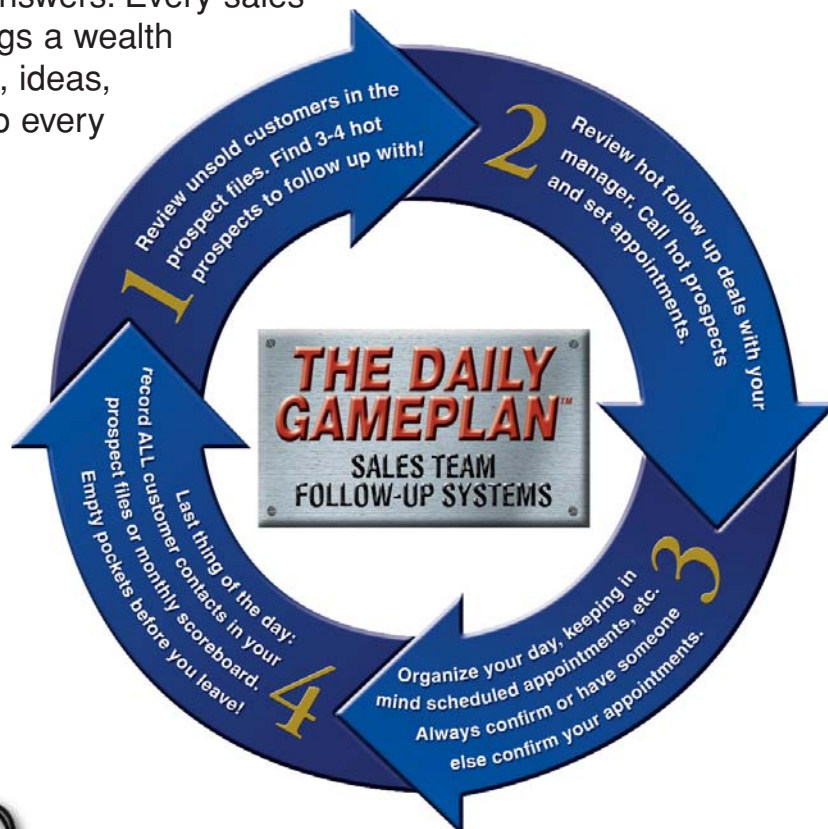 nswers. Every sales
gs a wealth
, ideas,
o every
1
Review unsold customers in the
prospect files. Find 3-4 hot
prospects to follow up with!
2
Review hot follow up deals with your
manager. Call hot prospects
and set appointments.
THE DAILY
GAMEPLAN™
SALES TEAM
FOLLOW-UP SYSTEMS
3
Organize your day, keeping in
mind scheduled appointments, etc.
Always confirm or have someone
else confirm your appointments.
4
Last thing of the day:
record ALL customer contacts in your
prospect files or monthly scoreboard.
Empty pockets before you leave!